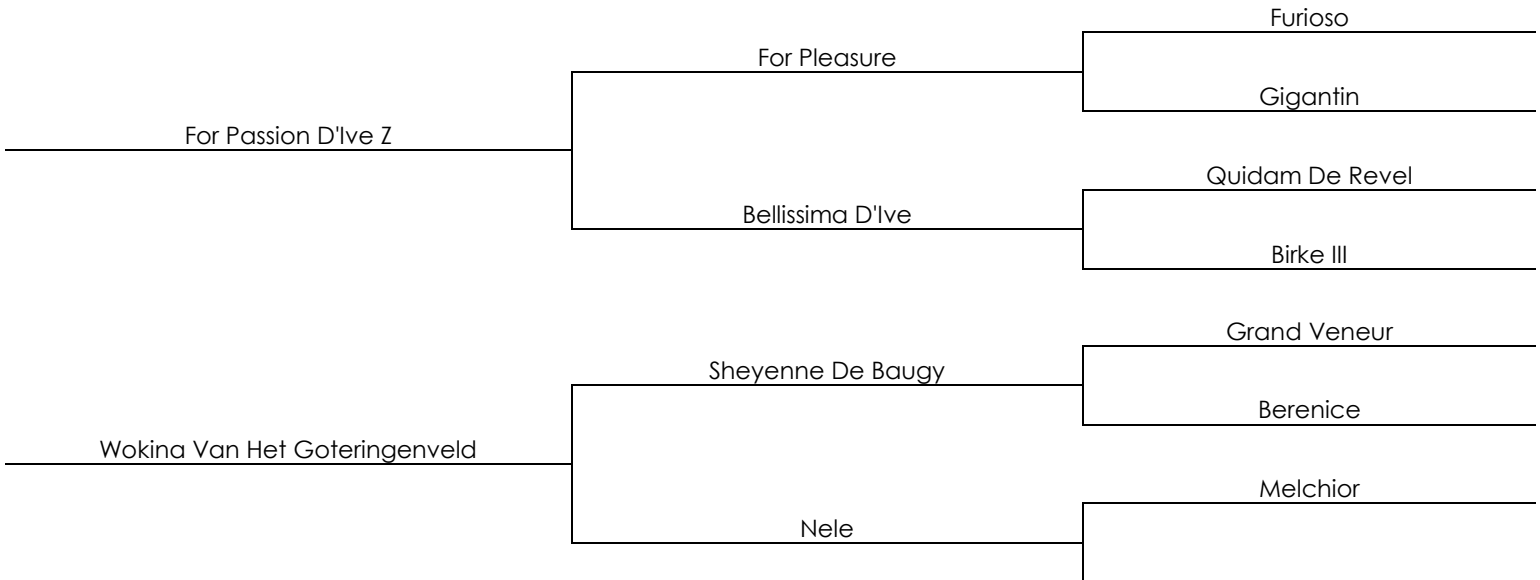 Furioso
For Pleasure
Gigantin
For Passion D'Ive Z
Quidam De Revel
Bellissima D'Ive
Birke III
Grand Veneur
Sheyenne De Baugy
Berenice
Wokina Van Het Goteringenveld
Melchior
Nele